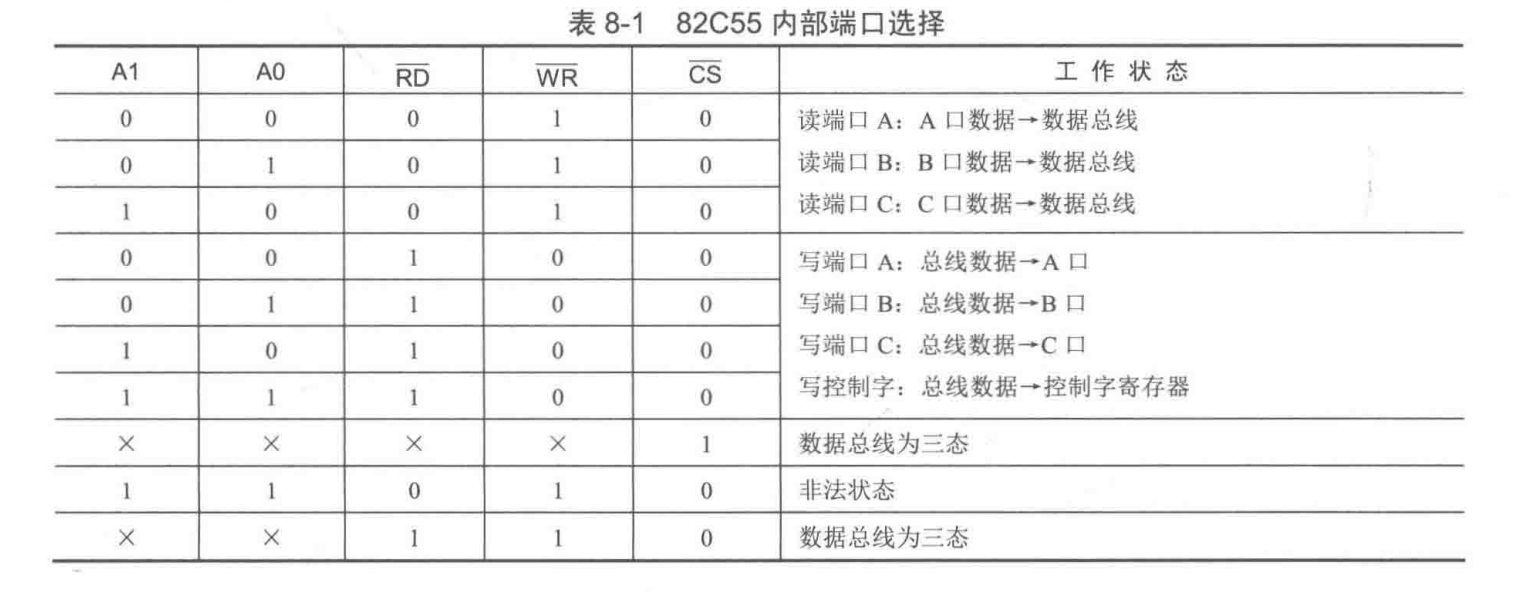 表 8-1 82C55 内部端口选择
A1 A0 RD WR CS 工作状态
0 0 0 1 0 读端口 A：A 口数据→数据总线
0 1 0 1 0 读端口 B：B 口数据→数据总线
1 0 0 1 0 读端口 C：C 口数据→数据总线
0 0 1 0 0 写端口 A：总线数据→A 口
0 1 1 0 0 写端口 B：总线数据→B 口
1 0 1 0 0 写端口 C：总线数据→C 口
1 1 1 0 0 写控制字：总线数据→控制字寄存器
× × × × 1 数据总线为三态
1 1 0 1 0 非法状态
× × 1 1 0 数据总线为三态